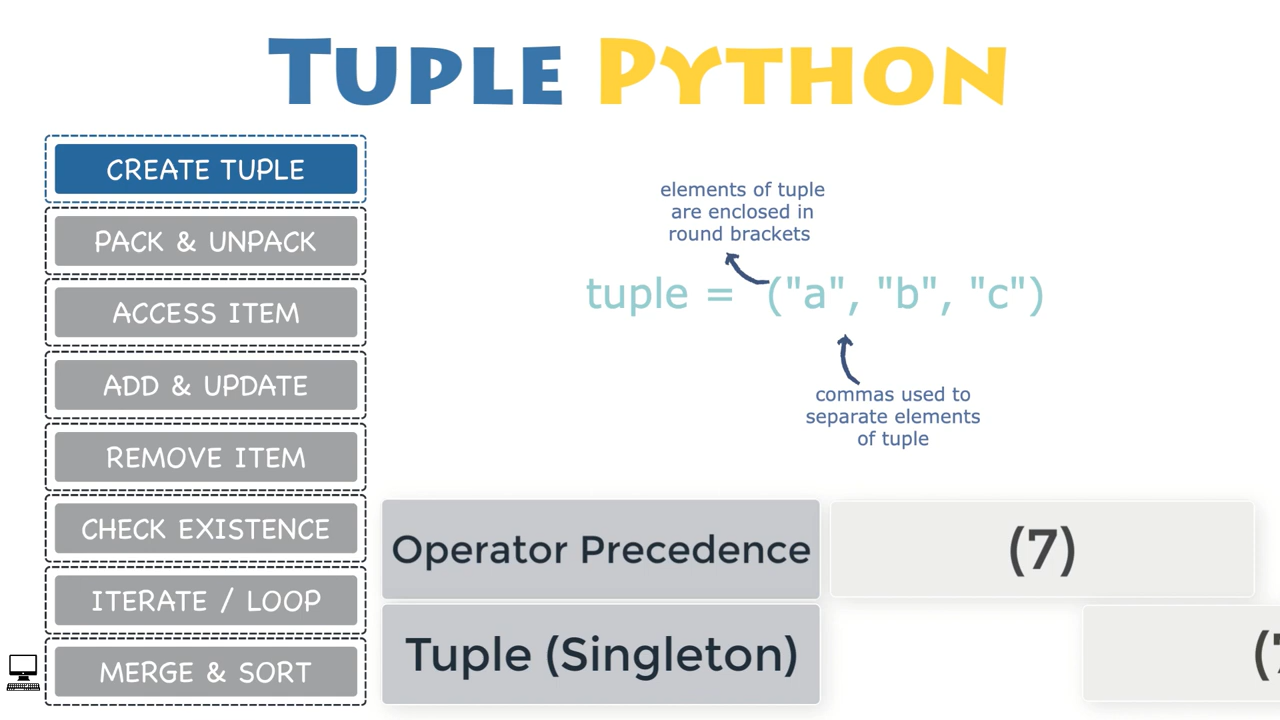 TUPLE PYTHON
CREATE TUPLE
PACK & UNPACK
ACCESS ITEM
ADD & UPDATE
REMOVE ITEM
CHECK EXISTENCE
ITERATE / LOOP
MERGE & SORT
elements of tuple
are enclosed in
round brackets
tuple = ("a", "b", "c")
commas used to
separate elements
of tuple
Operator Precedence
(7)
Tuple (Singleton)